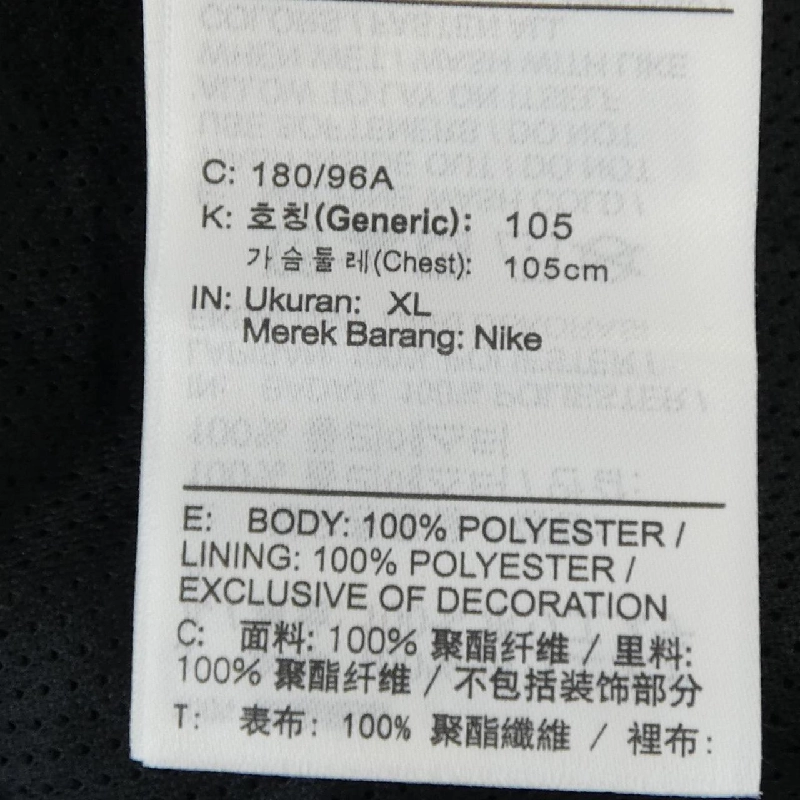 C: 180/96A
K: 호칭(Generic): 105
가슴둘레(Chest): 105cm
IN: Ukuran: XL
Merek Barang: Nike
E: BODY: 100% POLYESTER /
LINING: 100% POLYESTER /
EXCLUSIVE OF DECORATION
C: 面料: 100% 聚酯纤维 / 里料:
100% 聚酯纤维 / 不包括装饰部分
T: 表布: 100% 聚酯纖維 / 裡布: